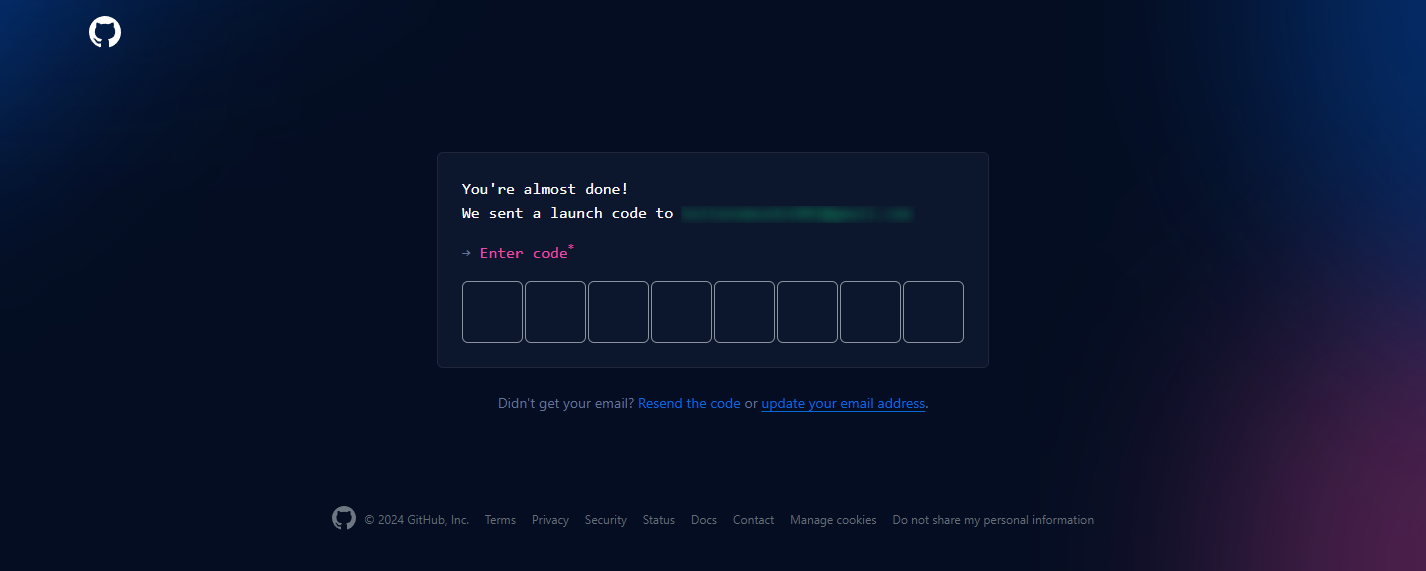 You're almost done!
We sent a launch code to
→ Enter code*
Didn't get your email? Resend the code or update your email address.
© 2024 GitHub, Inc. Terms Privacy Security Status Docs Contact Manage cookies Do not share my personal information